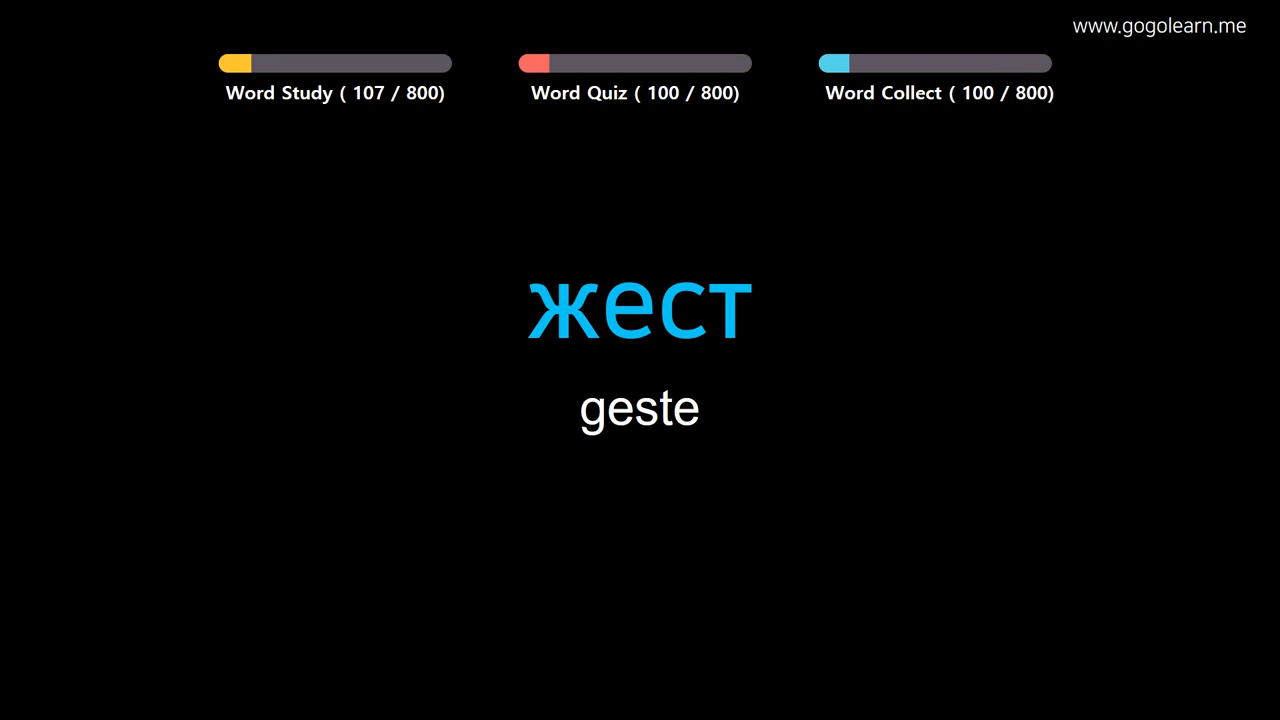 www.gogolearn.me
Word Study ( 107 / 800)
Word Quiz ( 100 / 800)
Word Collect ( 100 / 800)
жест
geste